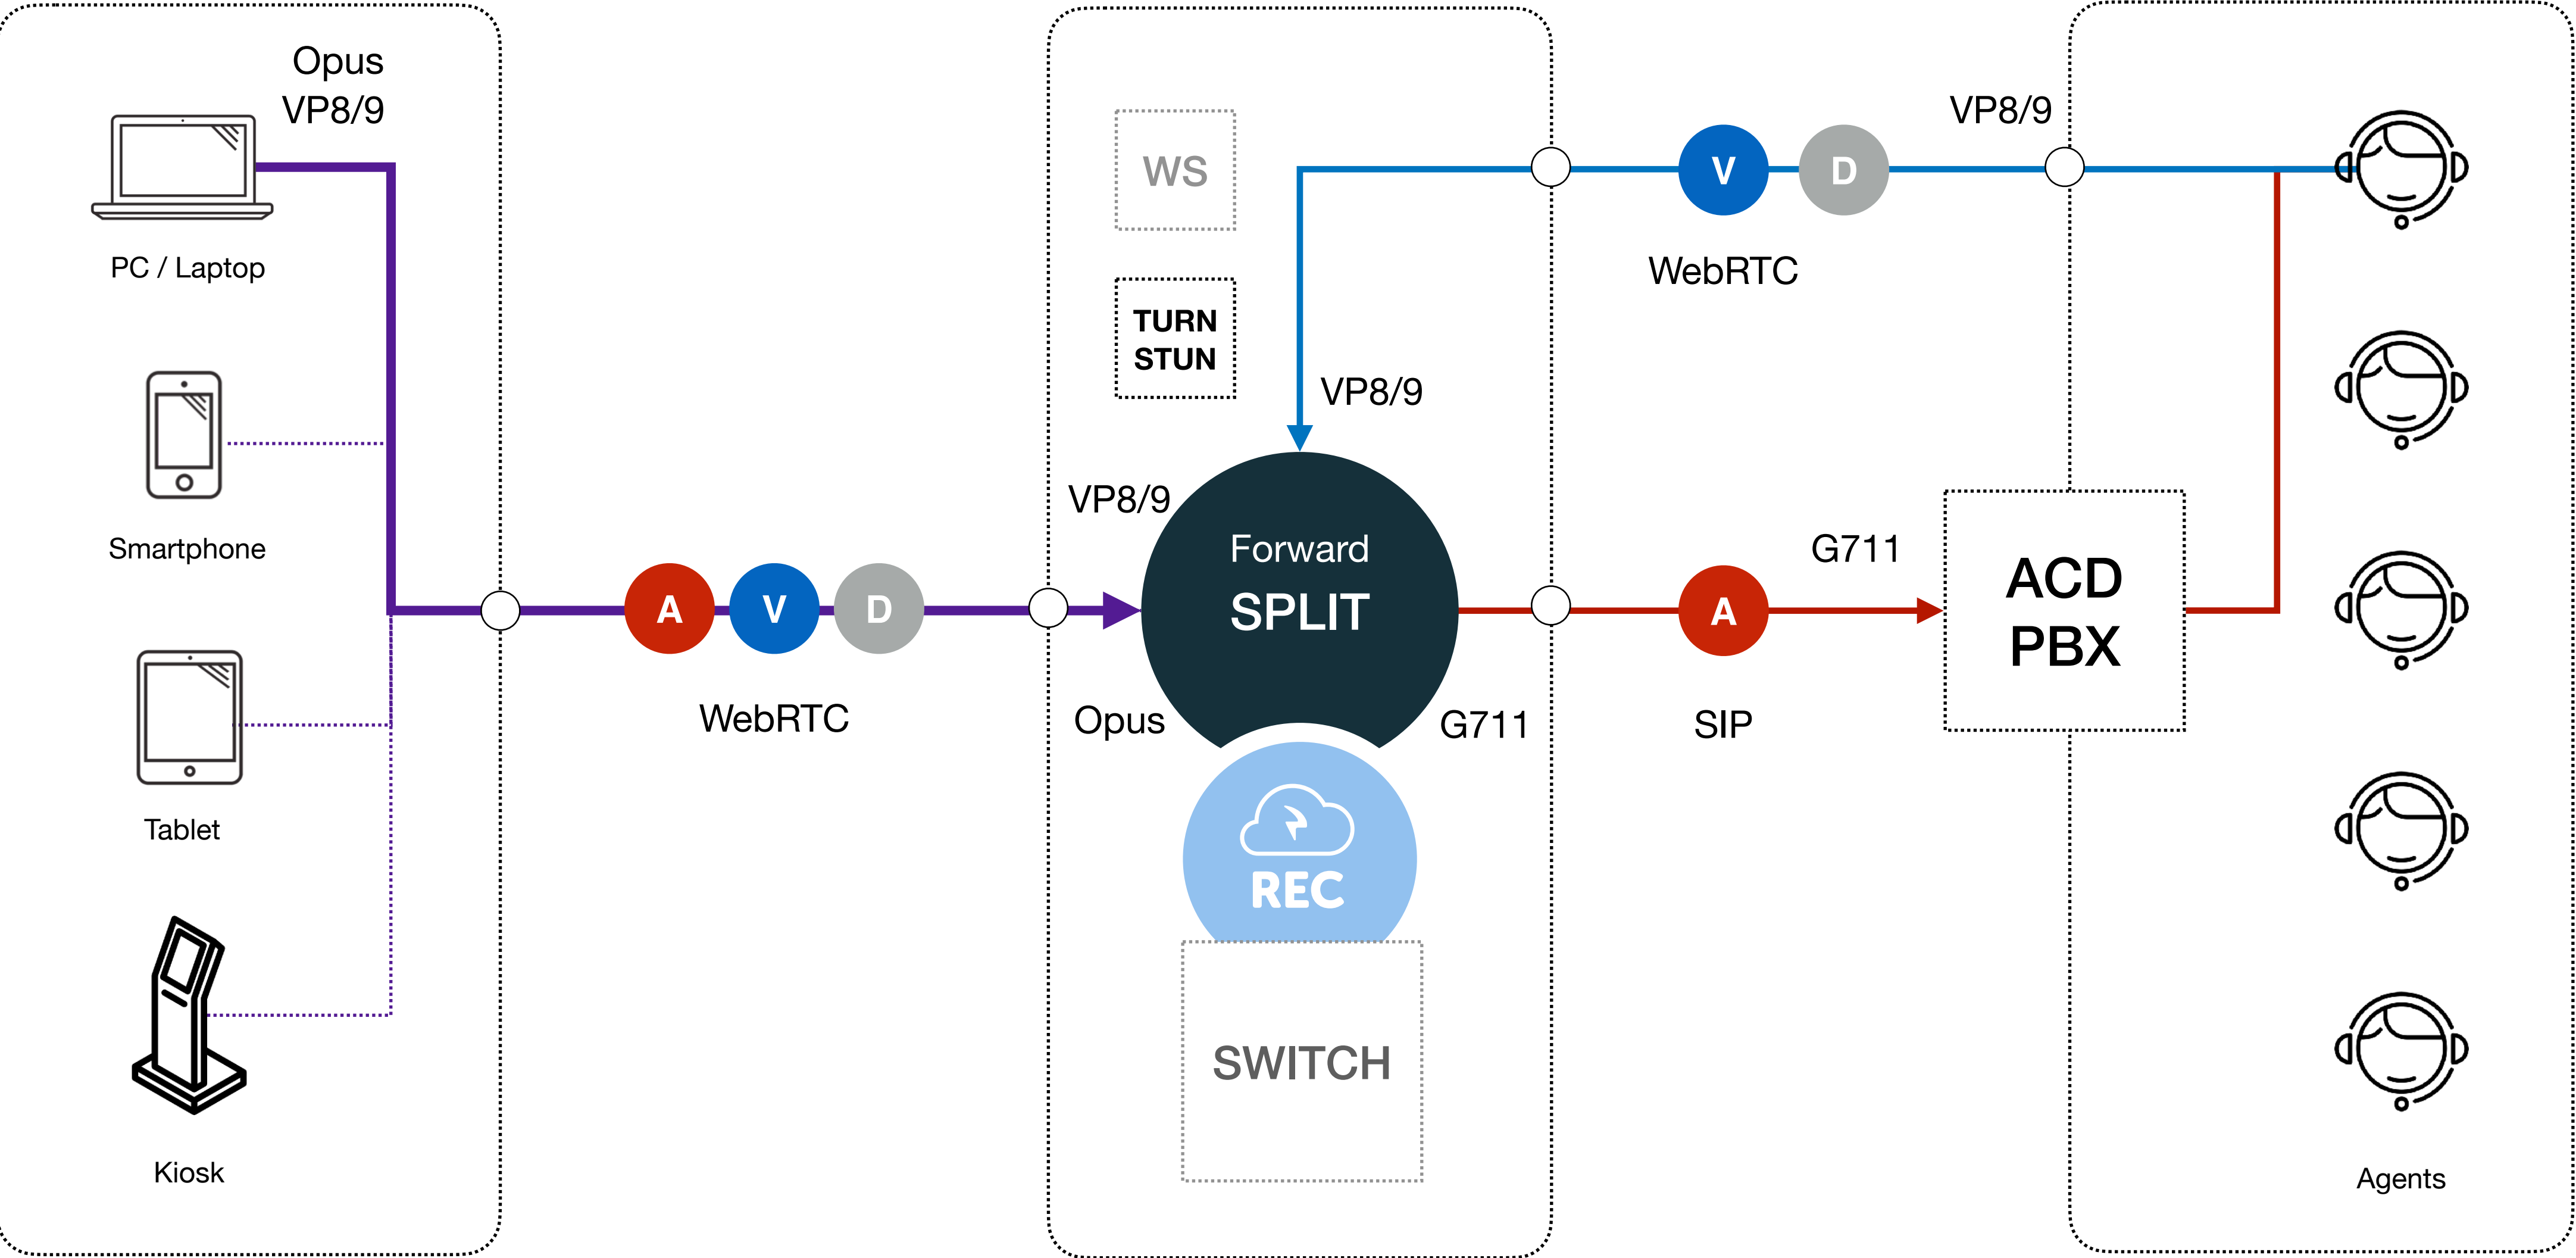 Opus
VP8/9
PC / Laptop
Smartphone
Tablet
Kiosk
A
V
D
WebRTC
WS
TURN
STUN
VP8/9
VP8/9
Forward
SPLIT
Opus
G711
REC
SWITCH
V
D
VP8/9
WebRTC
A
G711
SIP
ACD
PBX
Agents